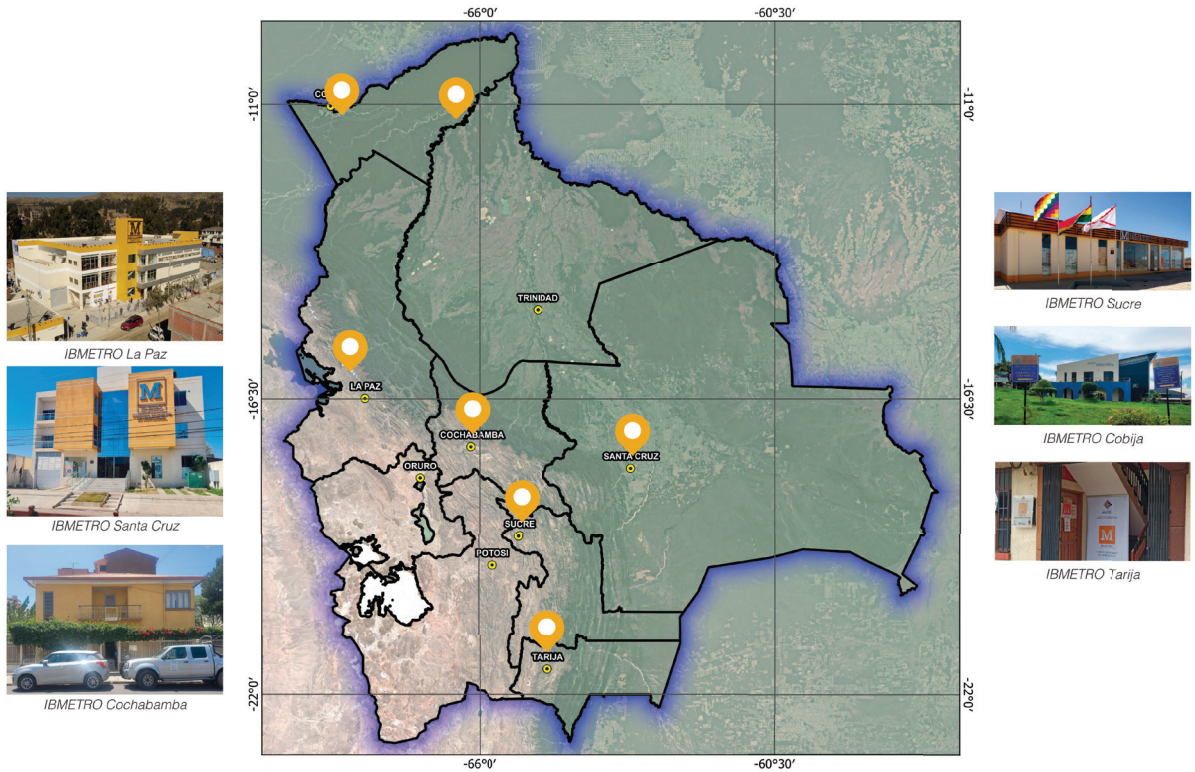 -66°0'
-60°30'
-11°0'
-11°0'
TRINIDAD
IBMETRO Sucre
IBMETRO La Paz
LA PAZ
-16°30'
-16°30'
COCHABAMBA
IBMETRO Cobija
SANTA CRUZ
ORURO
IBMETRO Santa Cruz
SUCRE
POTOSI
IBMETRO Tarija
TARIJA
-22°0'
-22°0'
IBMETRO Cochabamba
-66°0'
-60°30'